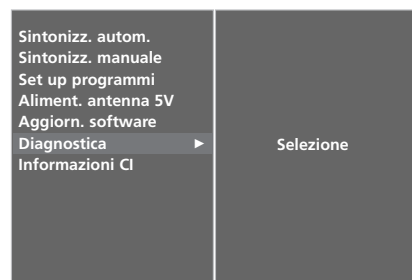 Sintonizz. autom.
Sintonizz. manuale
Set up programmi
Aliment. antenna 5V
Aggiorn. software
Diagnostica ►
Informazioni CI
Selezione